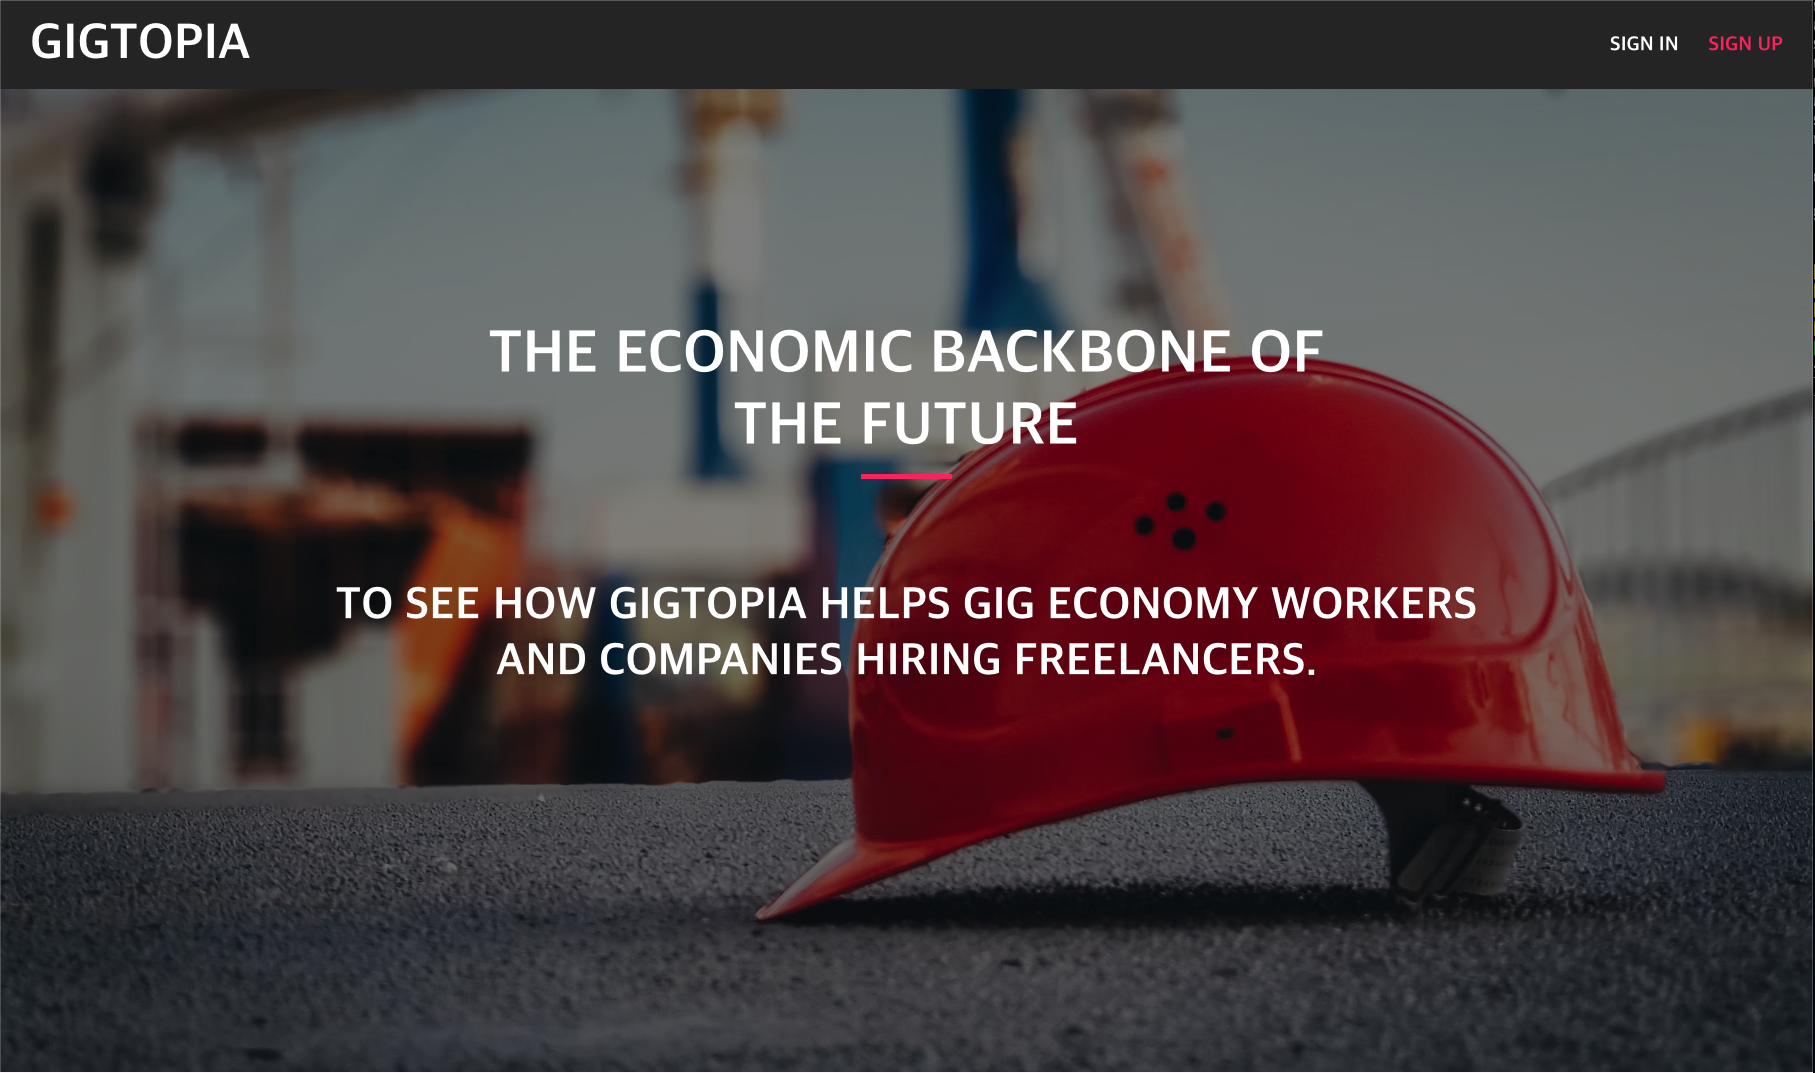 GIGTOPIA
SIGN IN SIGN UP
THE ECONOMIC BACKBONE OF
THE FUTURE
TO SEE HOW GIGTOPIA HELPS GIG ECONOMY WORKERS
AND COMPANIES HIRING FREELANCERS.